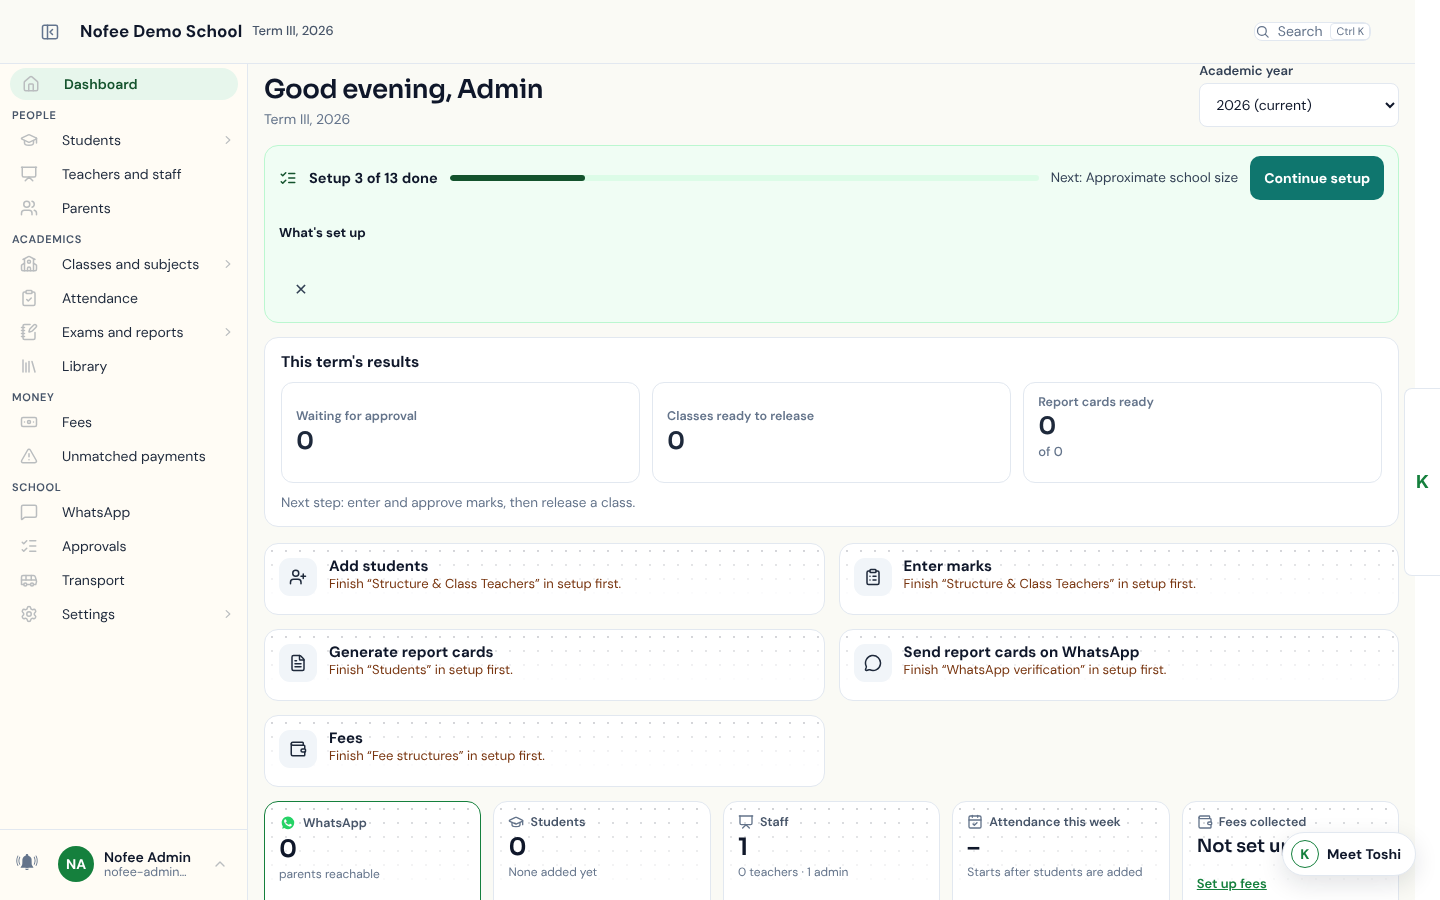 Nofee Demo School Term III, 2026
Search Ctrl K
Dashboard
PEOPLE
Students
Teachers and staff
Parents
ACADEMICS
Classes and subjects
Attendance
Exams and reports
Library
MONEY
Fees
Unmatched payments
SCHOOL
WhatsApp
Approvals
Transport
Settings
NA
Nofee Admin
nofee-admin...
Good evening, Admin
Term III, 2026
Academic year
2026 (current)
Setup 3 of 13 done
Next: Approximate school size
Continue setup
What's set up
This term's results
Waiting for approval
0
Classes ready to release
0
Report cards ready
0
of 0
Next step: enter and approve marks, then release a class.
Add students
Finish “Structure & Class Teachers” in setup first.
Enter marks
Finish “Structure & Class Teachers” in setup first.
Generate report cards
Finish “Students” in setup first.
Send report cards on WhatsApp
Finish “WhatsApp verification” in setup first.
Fees
Finish “Fee structures” in setup first.
WhatsApp
0
parents reachable
Students
0
None added yet
Staff
1
0 teachers · 1 admin
Attendance this week
–
Starts after students are added
Fees collected
Not set
Set up fees
K
K Meet Toshi